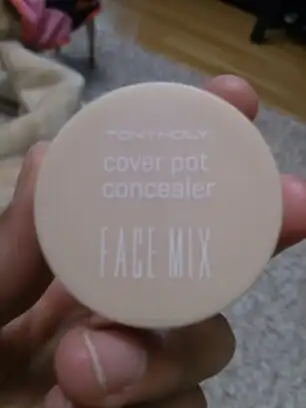 TONYMOLY
cover pot
concealer
FACE MIX